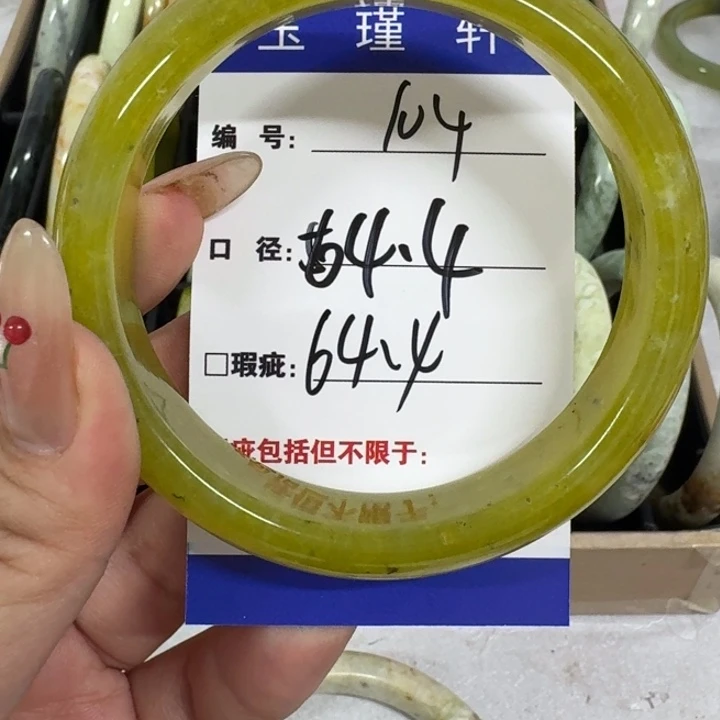 玉瑾轩
编 号: 104
口 径: 64.4
□瑕疵: 64.4
瑕疵包括但不限于: